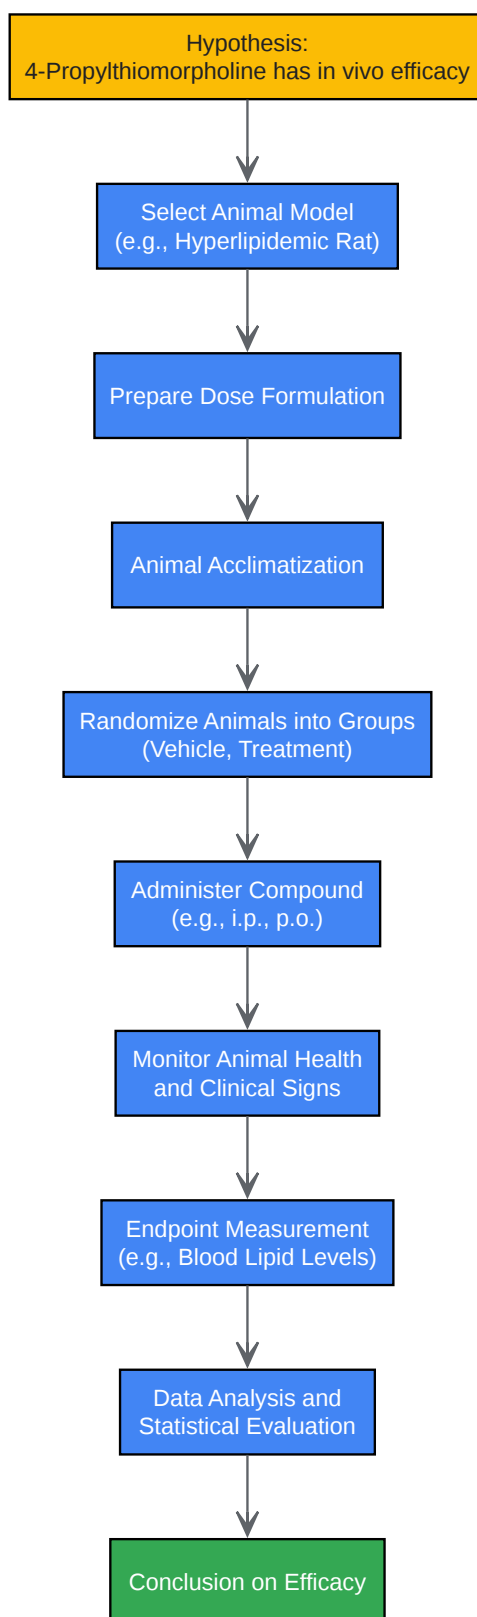 Hypothesis:
4-Propylthiomorpholine has in vivo efficacy
Select Animal Model
(e.g., Hyperlipidemic Rat)
Prepare Dose Formulation
Animal Acclimatization
Randomize Animals into Groups
(Vehicle, Treatment)
Administer Compound
(e.g., i.p., p.o.)
Monitor Animal Health
and Clinical Signs
Endpoint Measurement
(e.g., Blood Lipid Levels)
Data Analysis and
Statistical Evaluation
Conclusion on Efficacy